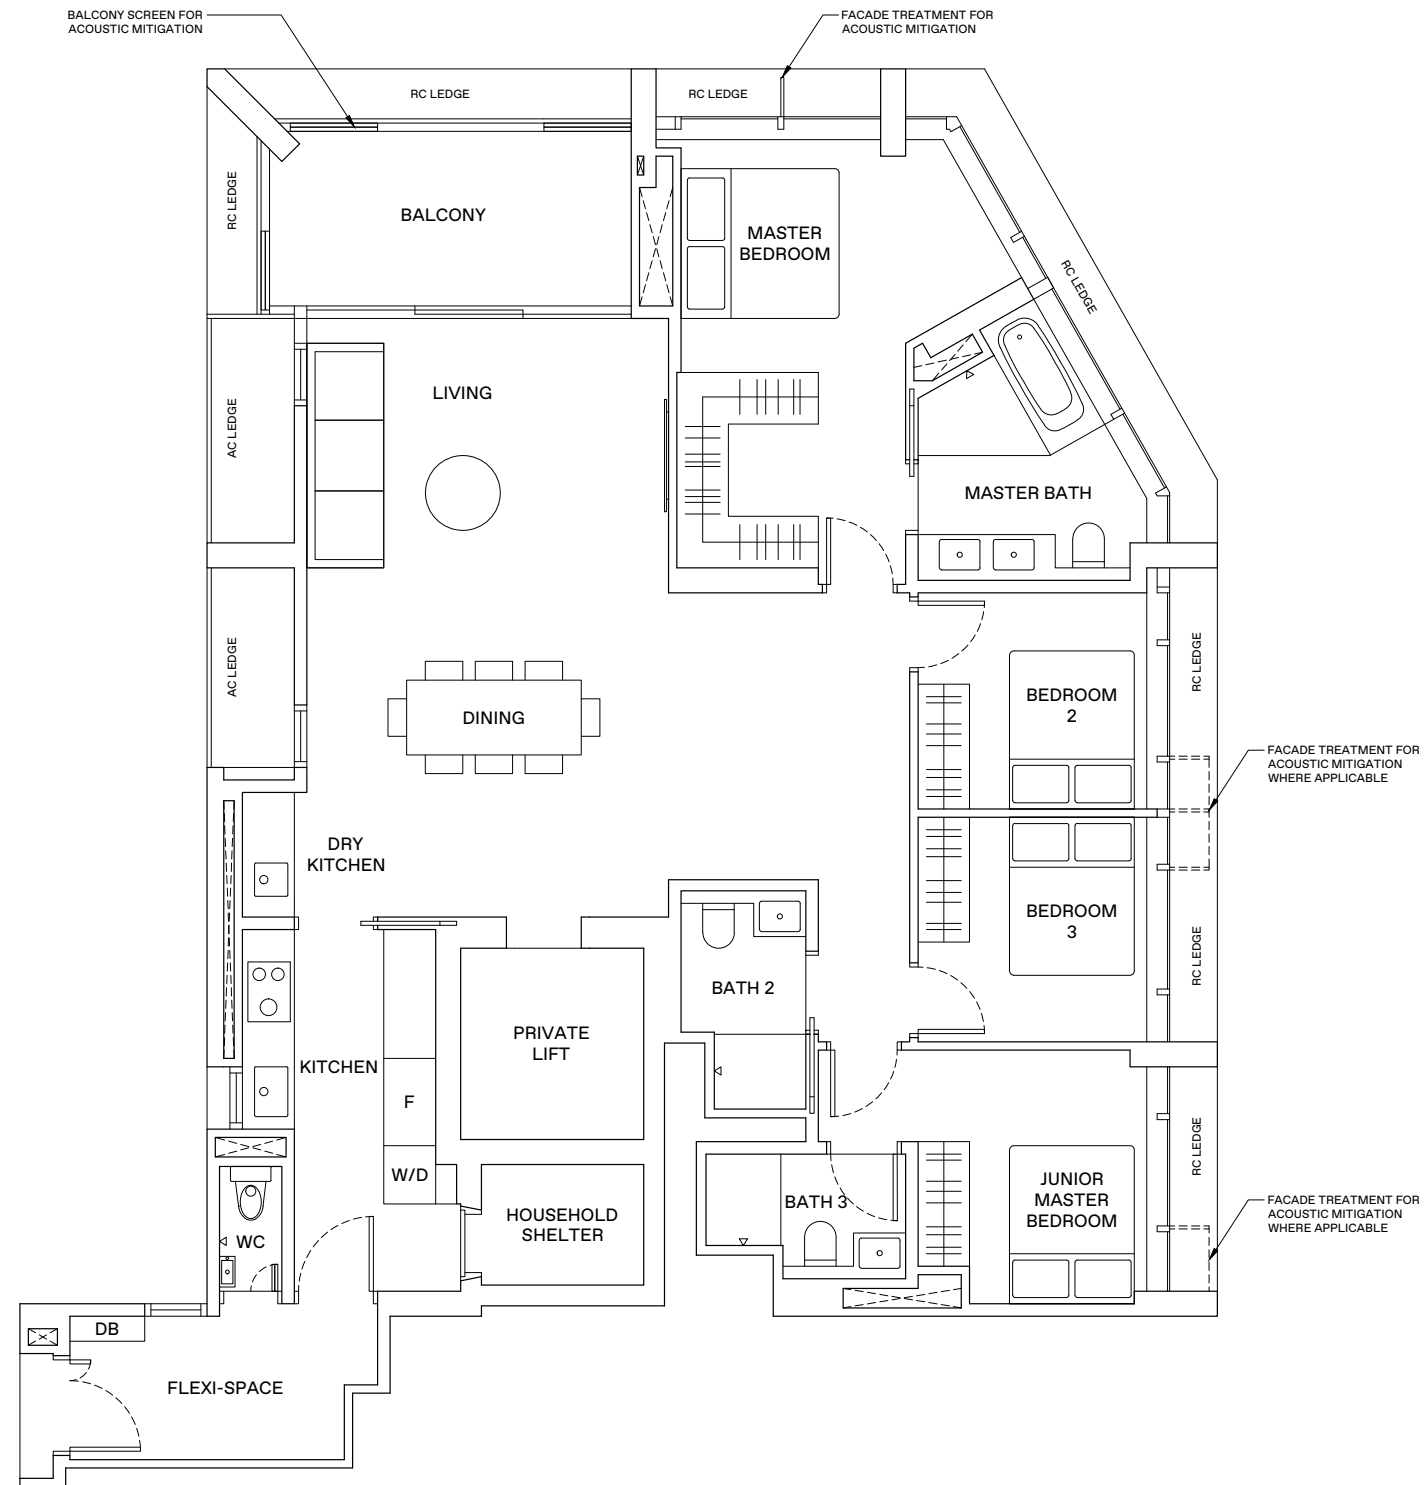 BALCONY SCREEN FOR
ACOUSTIC MITIGATION
FACADE TREATMENT FOR
ACOUSTIC MITIGATION
RC LEDGE
RC LEDGE
RC LEDGE
BALCONY
MASTER
BEDROOM
RC LEDGE
LIVING
AC LEDGE
MASTER BATH
AC LEDGE
DINING
BEDROOM
2
RC LEDGE
FACADE TREATMENT FOR
ACOUSTIC MITIGATION
WHERE APPLICABLE
DRY
KITCHEN
BEDROOM
3
RC LEDGE
BATH 2
PRIVATE
LIFT
KITCHEN
F
W/D
RC LEDGE
JUNIOR
MASTER
BEDROOM
BATH 3
HOUSEHOLD
SHELTER
WC
FACADE TREATMENT FOR
ACOUSTIC MITIGATION
WHERE APPLICABLE
DB
FLEXI-SPACE